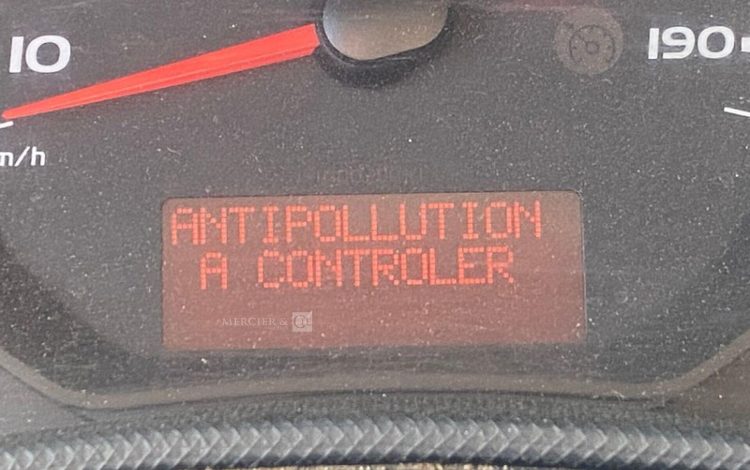 10
190
m/h
ANTIPOLLUTION
A CONTROLER
MERCIER &